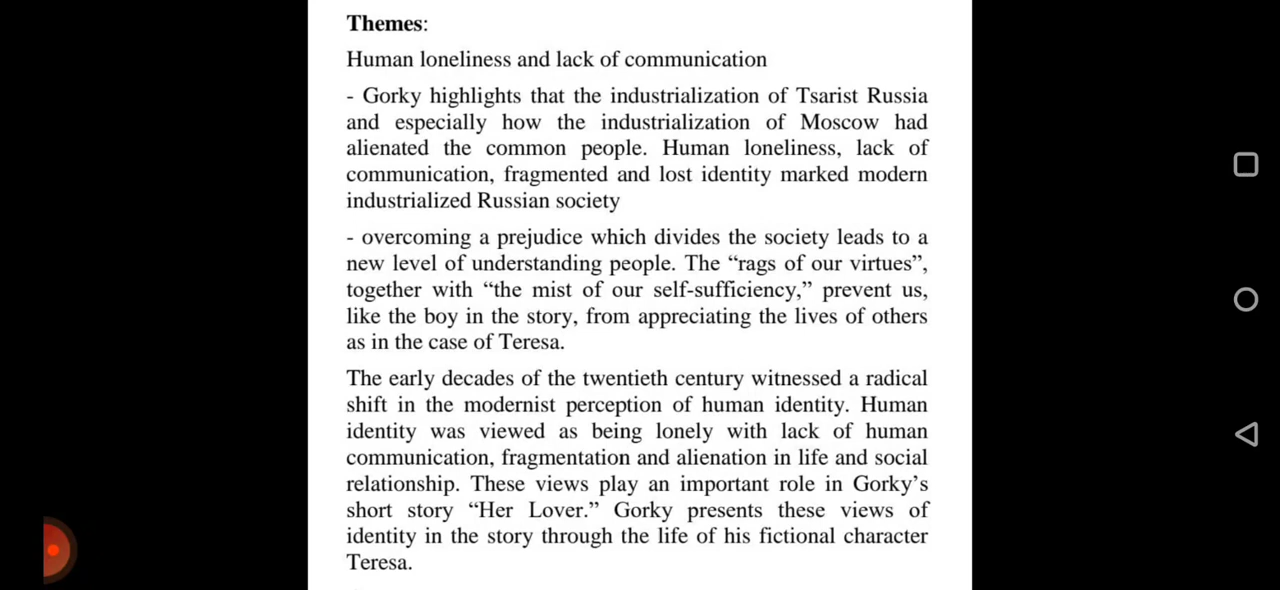 Themes:
Human loneliness and lack of communication
- Gorky highlights that the industrialization of Tsarist Russia
and especially how the industrialization of Moscow had
alienated the common people. Human loneliness, lack of
communication, fragmented and lost identity marked modern
industrialized Russian society
- overcoming a prejudice which divides the society leads to a
new level of understanding people. The “rags of our virtues”,
together with “the mist of our self-sufficiency,” prevent us,
like the boy in the story, from appreciating the lives of others
as in the case of Teresa.
The early decades of the twentieth century witnessed a radical
shift in the modernist perception of human identity. Human
identity was viewed as being lonely with lack of human
communication, fragmentation and alienation in life and social
relationship. These views play an important role in Gorky’s
short story “Her Lover.” Gorky presents these views of
identity in the story through the life of his fictional character
Teresa.